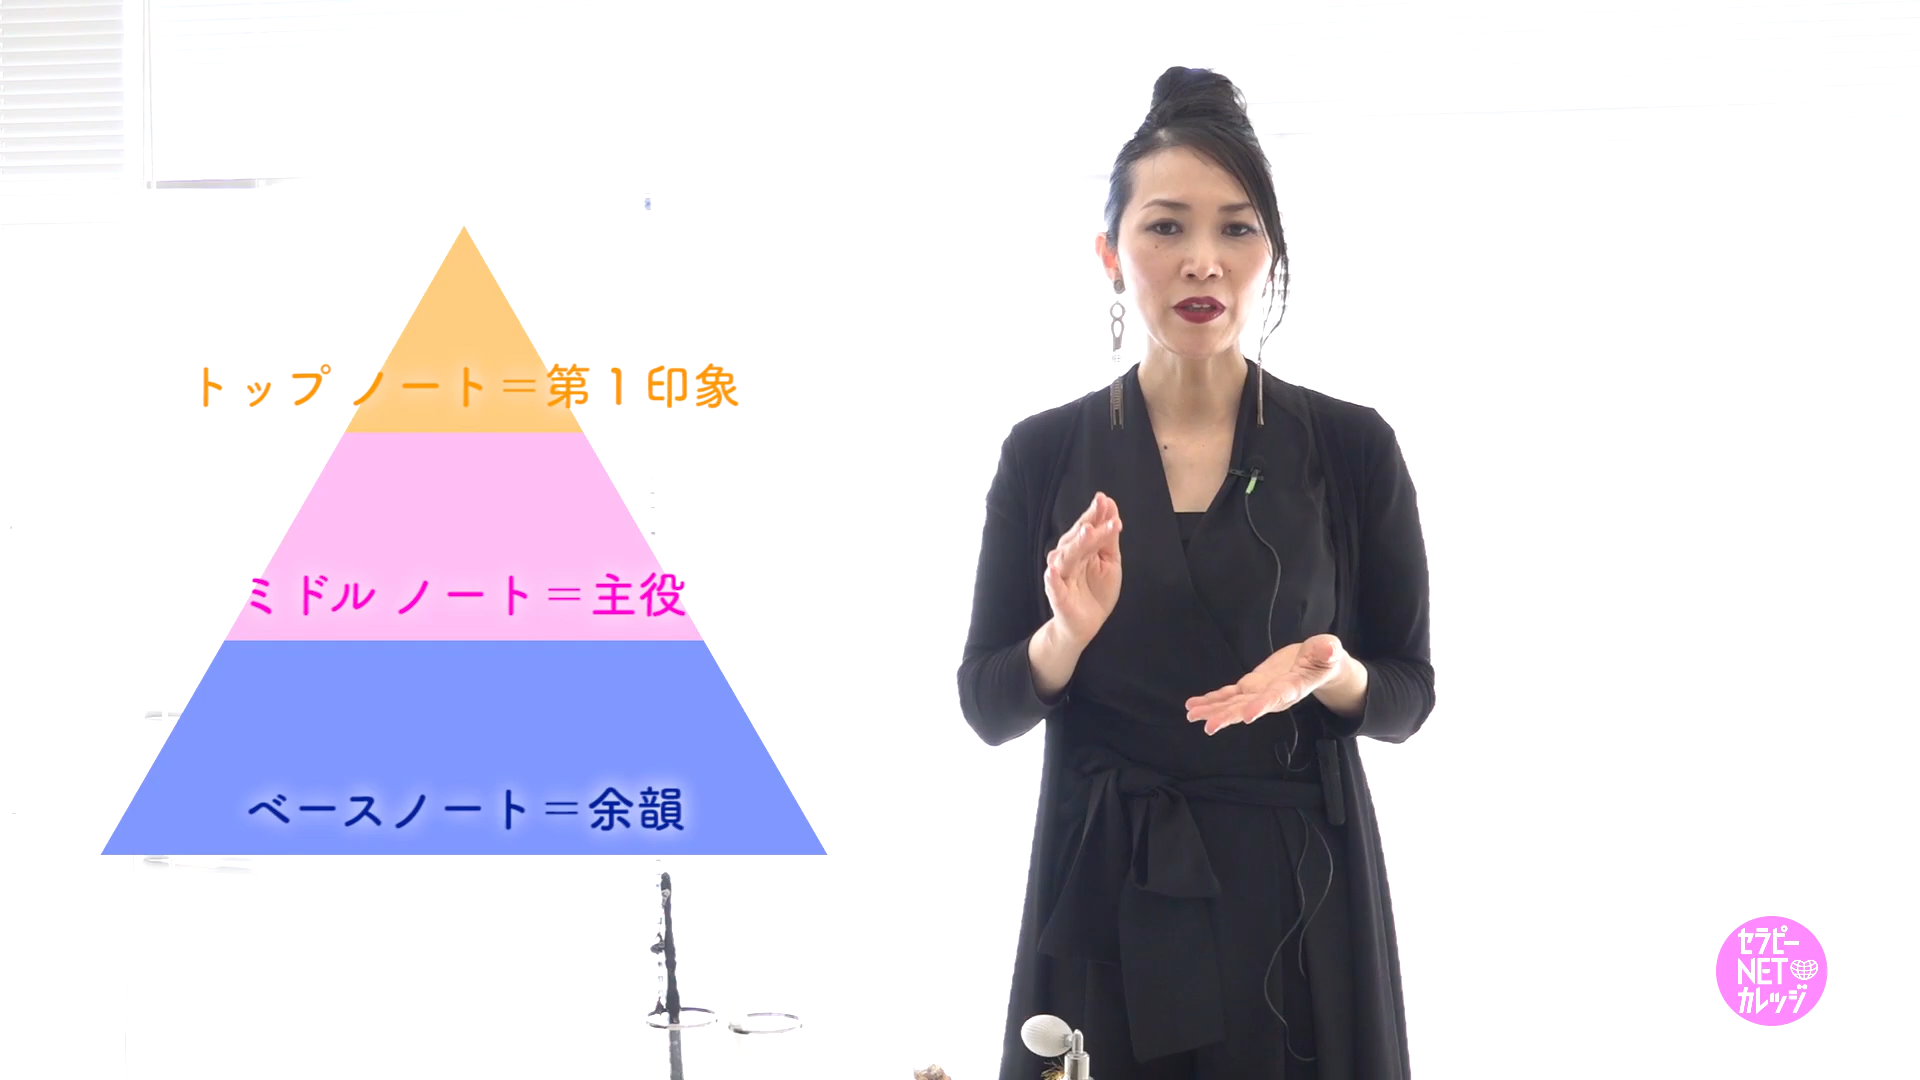 トップ ノート＝第１印象
ミドル ノート＝主役
ベースノート＝余韻
セラピー
NET
カレッジ